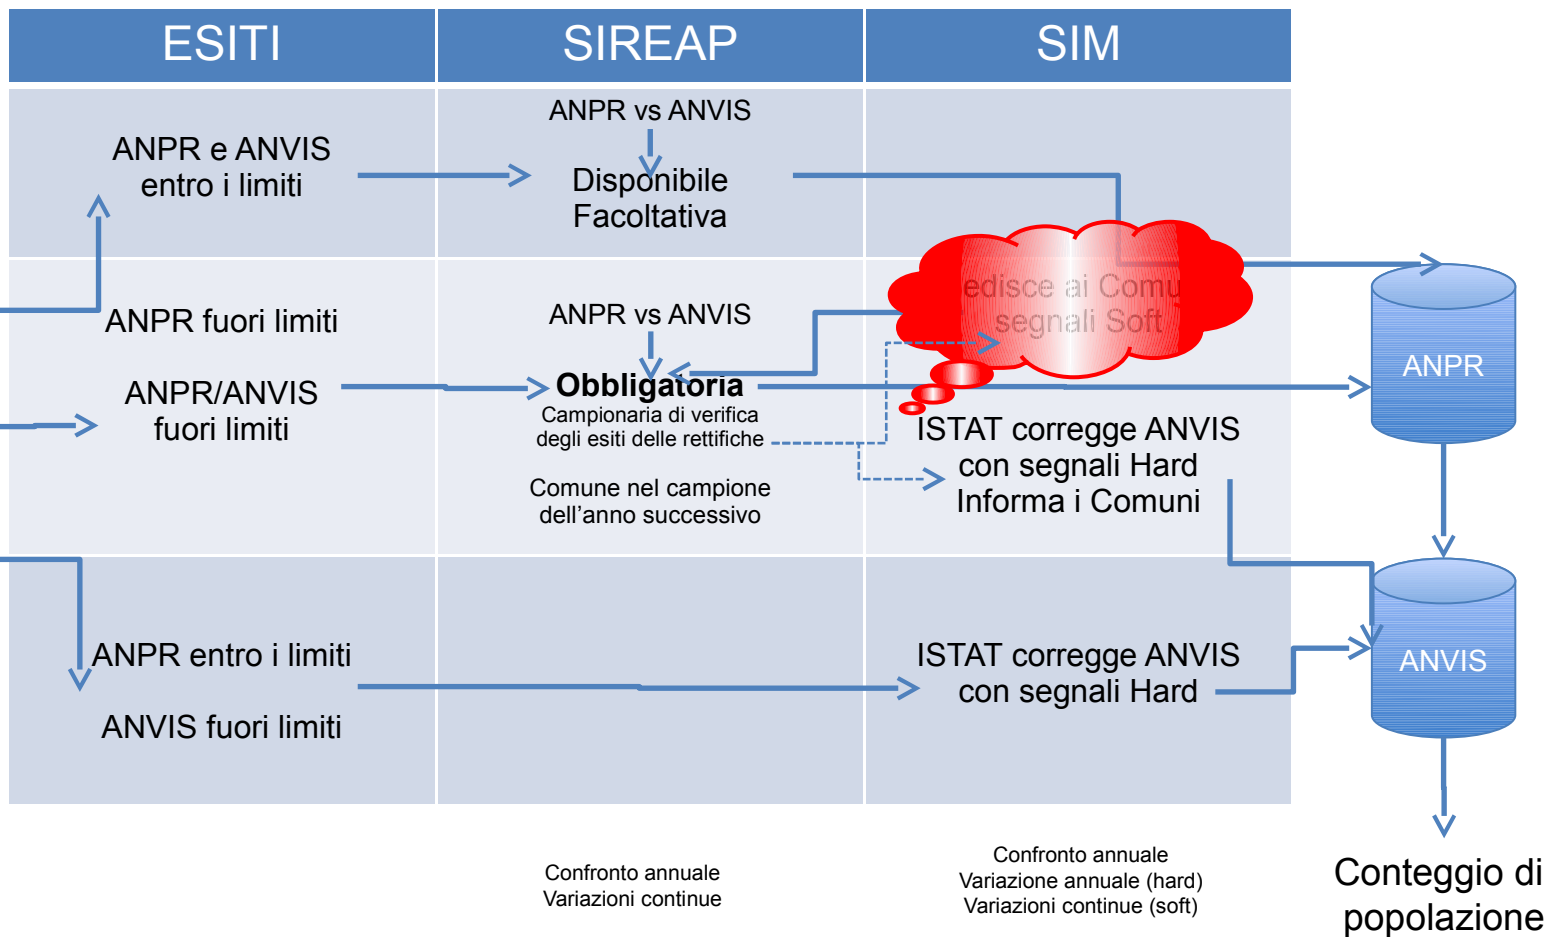 ESITI
SIREAP
SIM
ANPR e ANVIS
entro i limiti
ANPR vs ANVIS
Disponibile
Facoltativa
ANPR fuori limiti
ANPR/ANVIS
fuori limiti
ANPR vs ANVIS
Obbligatoria
Campionaria di verifica
degli esiti delle rettifiche
Comune nel campione
dell’anno successivo
ai
segnali Soft
ISTAT corregge ANVIS
con segnali Hard
Informa i Comuni
ANPR entro i limiti
ANVIS fuori limiti
ISTAT corregge ANVIS
con segnali Hard
ANPR
ANVIS
Confronto annuale
Variazioni continue
Confronto annuale
Variazione annuale (hard)
Variazioni continue (soft)
Conteggio di
popolazione